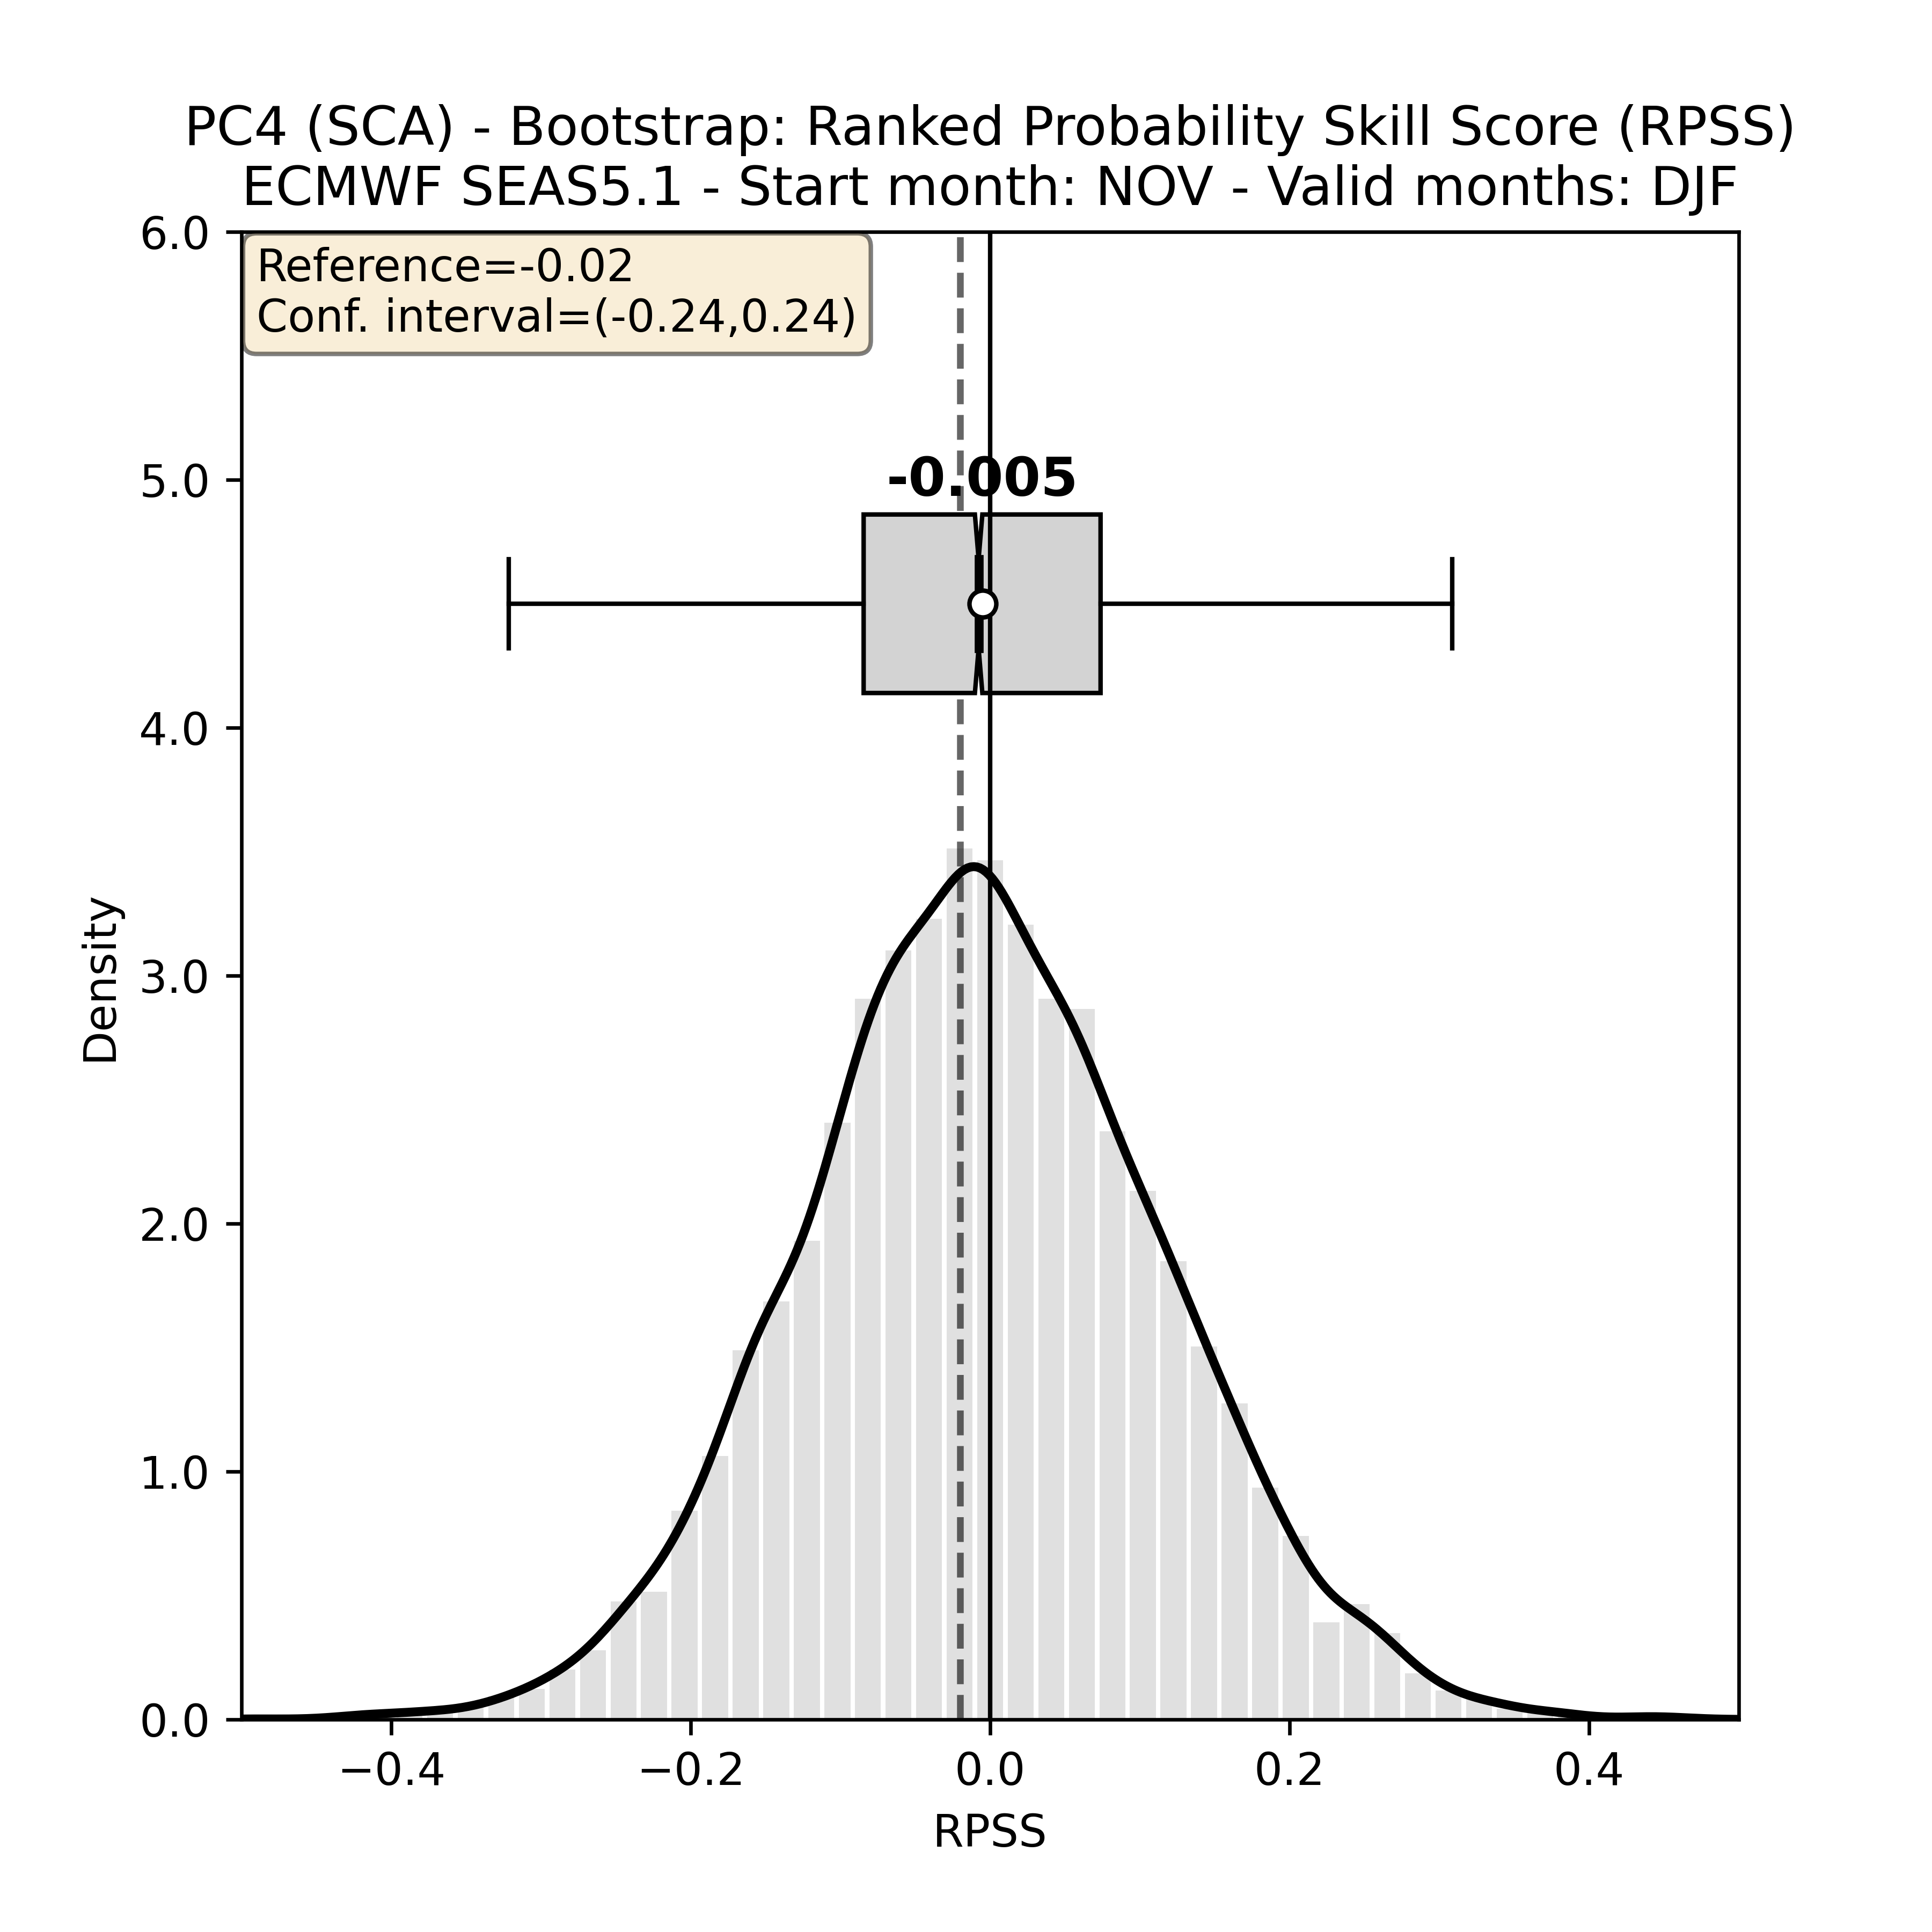 PC4 (SCA) - Bootstrap: Ranked Probability Skill Score (RPSS)
ECMWF SEAS5.1 - Start month: NOV - Valid months: DJF
6.0
Reference=-0.02
Conf. interval=(-0.24,0.24)
5.0
-0.005
4.0
Density
3.0
2.0
1.0
0.0
−0.4
−0.2
0.0
0.2
0.4
RPSS